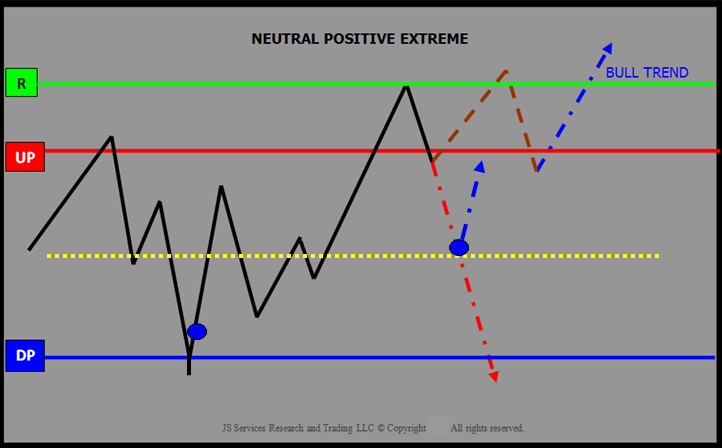 NEUTRAL POSITIVE EXTREME
R
BULL TREND
UP
DP
JS Services Research and Trading LLC © Copyright All rights reserved.